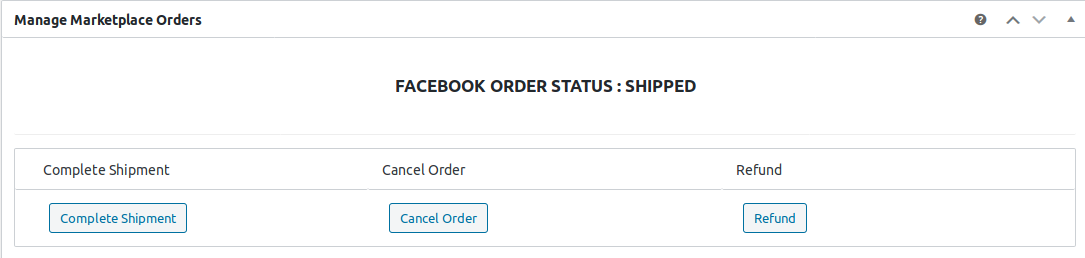 Manage Marketplace Orders
FACEBOOK ORDER STATUS : SHIPPED
Complete Shipment Cancel Order Refund
Complete Shipment Cancel Order Refund